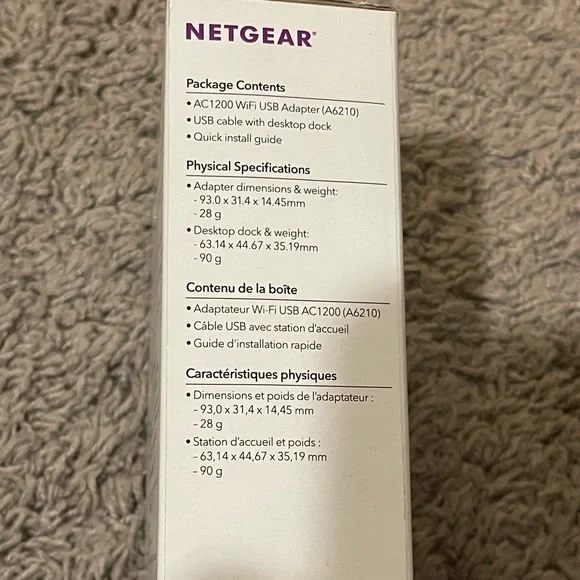 NETGEAR®
Package Contents
• AC1200 WiFi USB Adapter (A6210)
• USB cable with desktop dock
• Quick install guide
Physical Specifications
• Adapter dimensions & weight:
- 93.0 x 31.4 x 14.45mm
- 28 g
• Desktop dock & weight:
- 63.14 x 44.67 x 35.19mm
- 90 g
Contenu de la boîte
• Adaptateur Wi-Fi USB AC1200 (A6210)
• Câble USB avec station d'accueil
• Guide d'installation rapide
Caractéristiques physiques
• Dimensions et poids de l'adaptateur :
- 93,0 x 31,4 x 14,45 mm
- 28 g
• Station d'accueil et poids :
- 63,14 x 44,67 x 35,19 mm
- 90 g